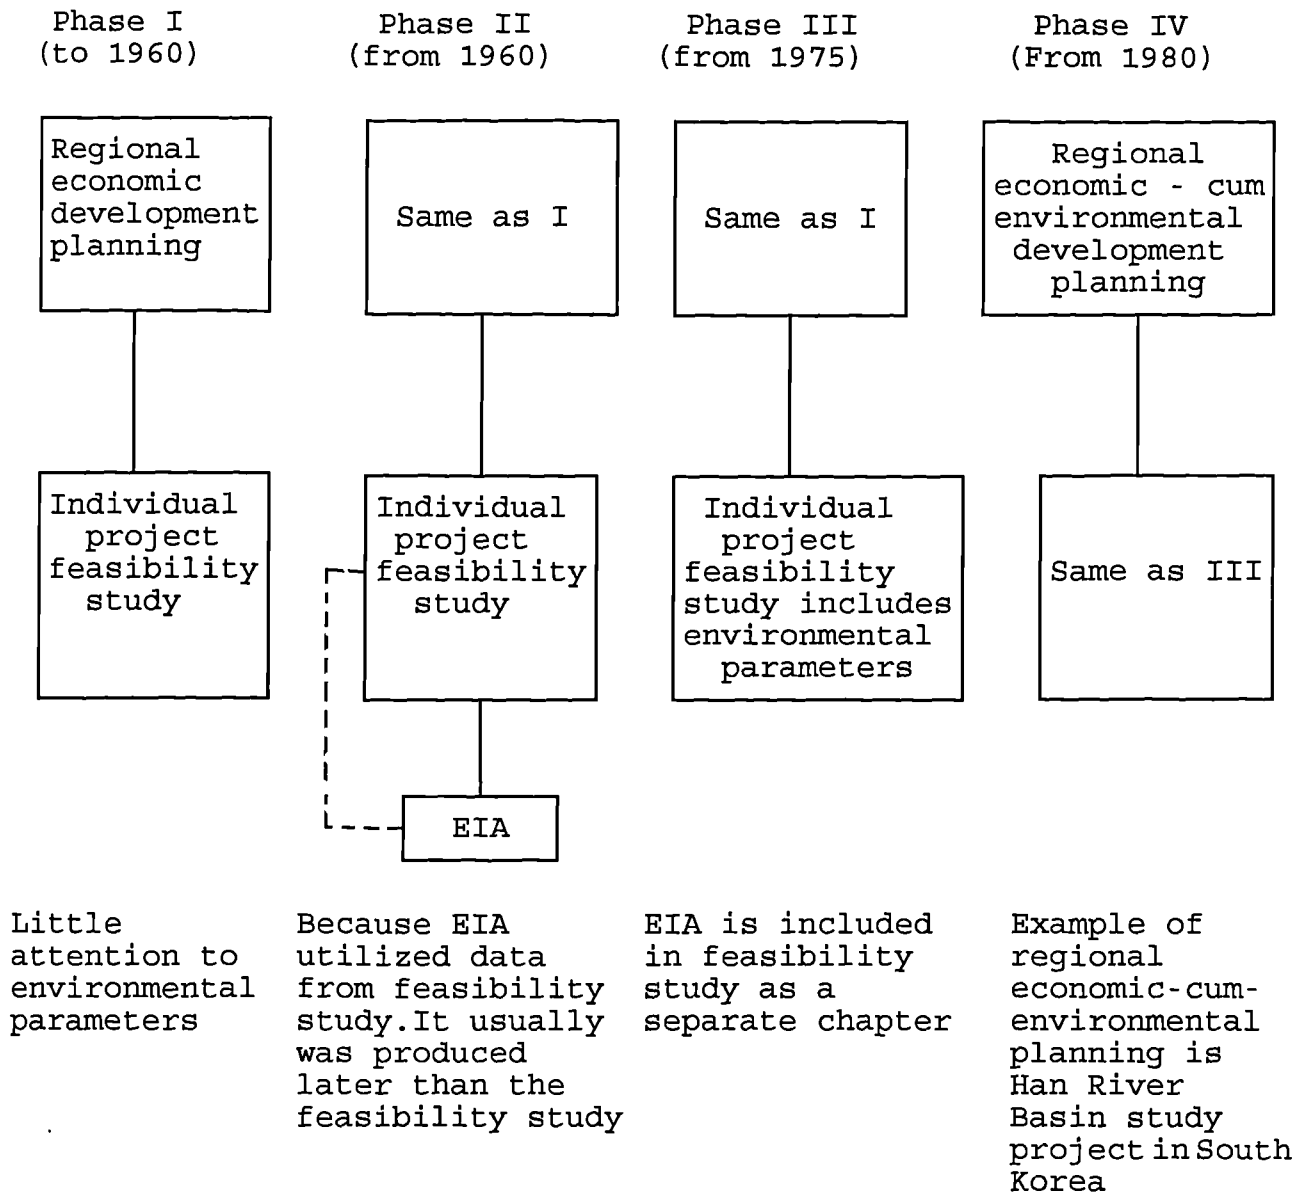 Phase I
(to 1960)
Phase II
(from 1960)
Phase III
(from 1975)
Phase IV
(From 1980)
Regional
economic
development
planning
Same as I
Same as I
Regional
economic - cum
environmental
development
planning
Individual
project
feasibility
study
Individual
project
feasibility
study
Individual
project
feasibility
study includes
environmental
parameters
Same as III
EIA
Little
attention to
environmental
parameters
Because EIA
utilized data
from feasibility
study.It usually
was produced
later than the
feasibility study
EIA is included
in feasibility
study as a
separate chapter
Example of
regional
economic-cum-
environmental
planning is
Han River
Basin study
project in South
Korea